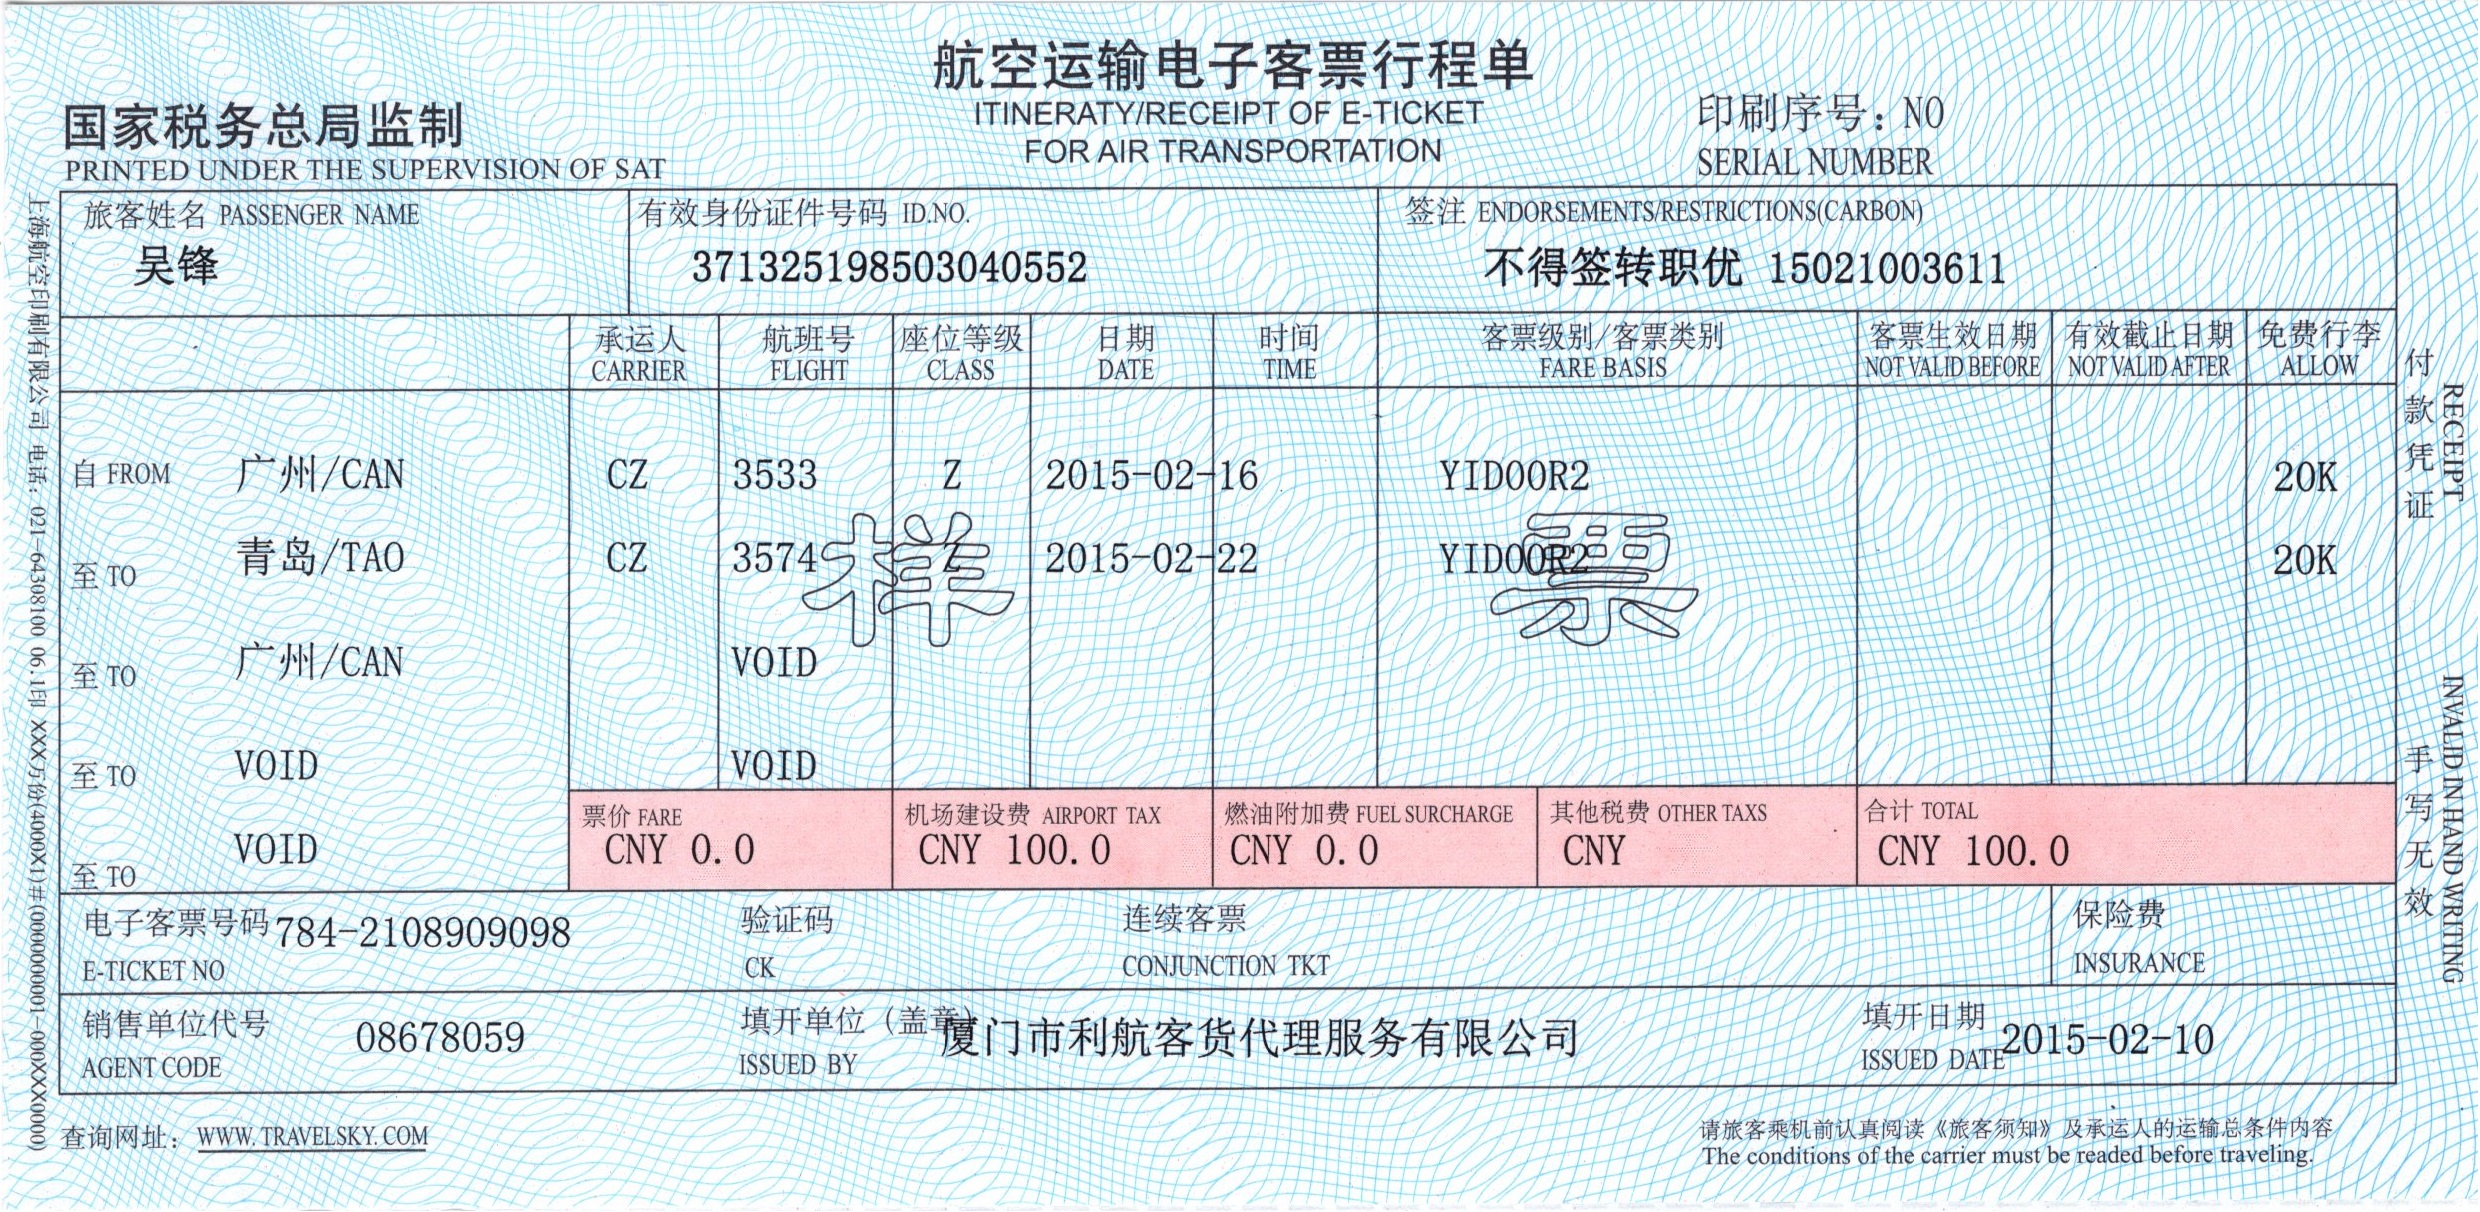 航空运输电子客票行程单
ITINERATY/RECEIPT OF E-TICKET
FOR AIR TRANSPORTATION
国家税务总局监制
PRINTED UNDER THE SUPERVISION OF SAT
印刷序号：NO
SERIAL NUMBER
旅客姓名 PASSENGER NAME 有效身份证件号码 ID.NO. 签注 ENDORSEMENTS/RESTRICTIONS(CARBON)
吴锋 371325198503040552 不得签转职优 15021003611
承运人 航班号 座位等级 日期 时间 客票级别/客票类别 客票生效日期 有效截止日期 免费行李
CARRIER FLIGHT CLASS DATE TIME FARE BASIS NOT VALID BEFORE NOT VALID AFTER ALLOW
自 FROM 广州/CAN CZ 3533 Z 2015-02-16 YID00R2 20K
至 TO 青岛/TAO CZ 3574 Z 2015-02-22 YID00R2 20K
样 票
至 TO 广州/CAN VOID
至 TO VOID VOID
票价 FARE 机场建设费 AIRPORT TAX 燃油附加费 FUEL SURCHARGE 其他税费 OTHER TAXS 合计 TOTAL
至 TO VOID CNY 0.0 CNY 100.0 CNY 0.0 CNY CNY 100.0
电子客票号码 784-2108909098 验证码 连续客票 保险费
E-TICKET NO CK CONJUNCTION TKT INSURANCE
销售单位代号 08678059 填开单位（盖章） 厦门市利航客货代理服务有限公司 填开日期 2015-02-10
AGENT CODE ISSUED BY ISSUED DATE
查询网址：WWW.TRAVELSKY.COM
请旅客乘机前认真阅读《旅客须知》及承运人的运输总条件内容
The conditions of the carrier must be readed before traveling.
上海航空印刷有限公司 电话：021-64308100 06.1印 XXX万份(4000X1)#(0000000001-000XXX0000)
付款凭证 手写无效
RECEIPT INVALID IN HAND WRITING